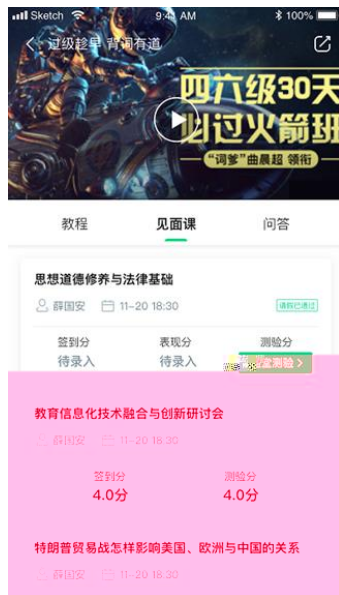 Sketch 9:41 AM 100%
过级趁早 背词有道
四六级30天
必过火箭班
“词爹”曲晨超 领衔
教程 见面课 问答
思想道德修养与法律基础
薛国安 11-20 18:30 请假已通过
签到分 表现分 测验分
待录入 待录入 测验 >
教育信息化技术融合与创新研讨会
薛国安 11-20 18:30
签到分 测验分
4.0分 4.0分
特朗普贸易战怎样影响美国、欧洲与中国的关系
薛国安 11-20 18:30